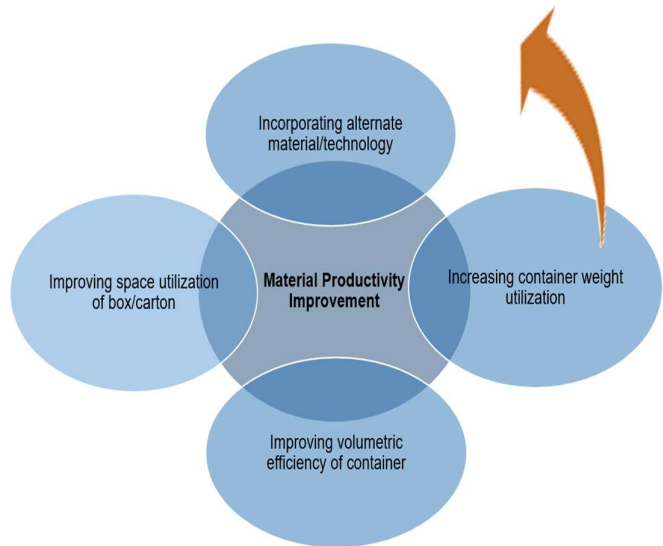 Incorporating alternate
material/technology
Improving space utilization
of box/carton
Material Productivity
Improvement
Increasing container weight
utilization
Improving volumetric
efficiency of container